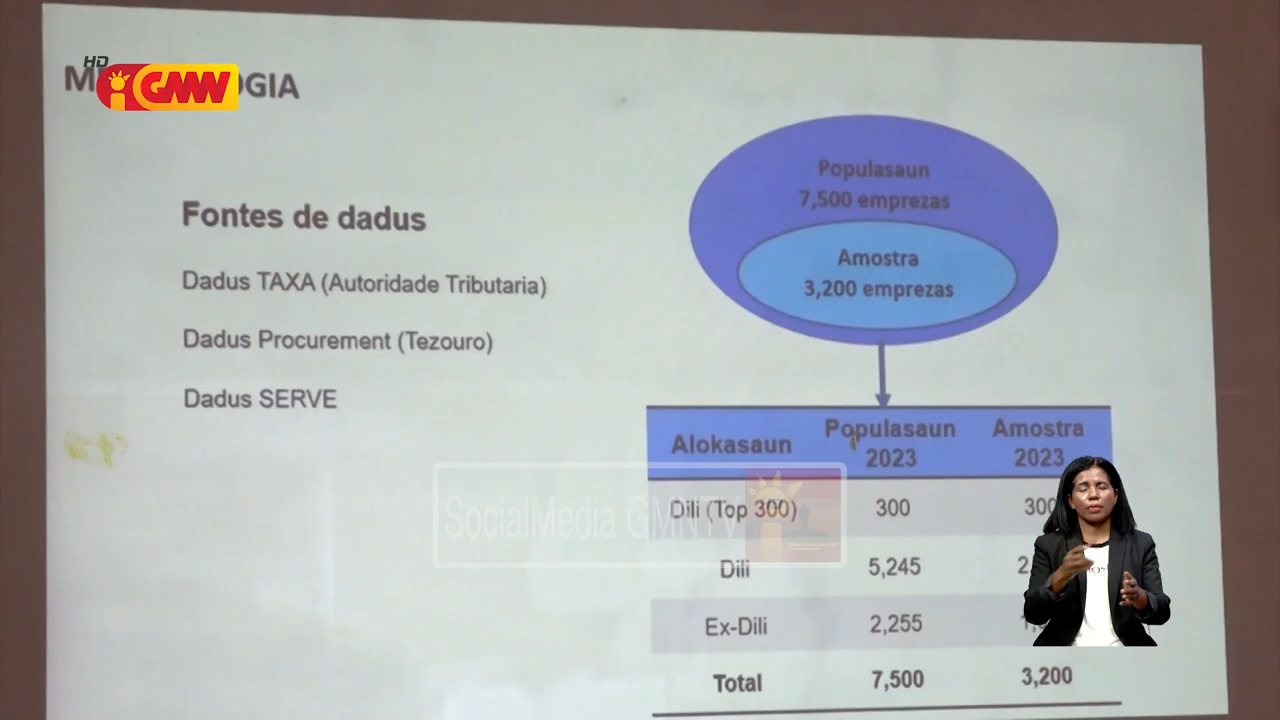 HD
GMN
Fontes de dadus
Dadus TAXA (Autoridade Tributaria)
Dadus Procurement (Tezouro)
Dadus SERVE
Populasaun
7,500 emprezas
Amostra
3,200 emprezas
Alokasaun Populasaun 2023 Amostra 2023
Dili (Top 300) 300 300
Dili 5,245
Ex-Dili 2,255
Total 7,500 3,200
SocialMedia GMNTV